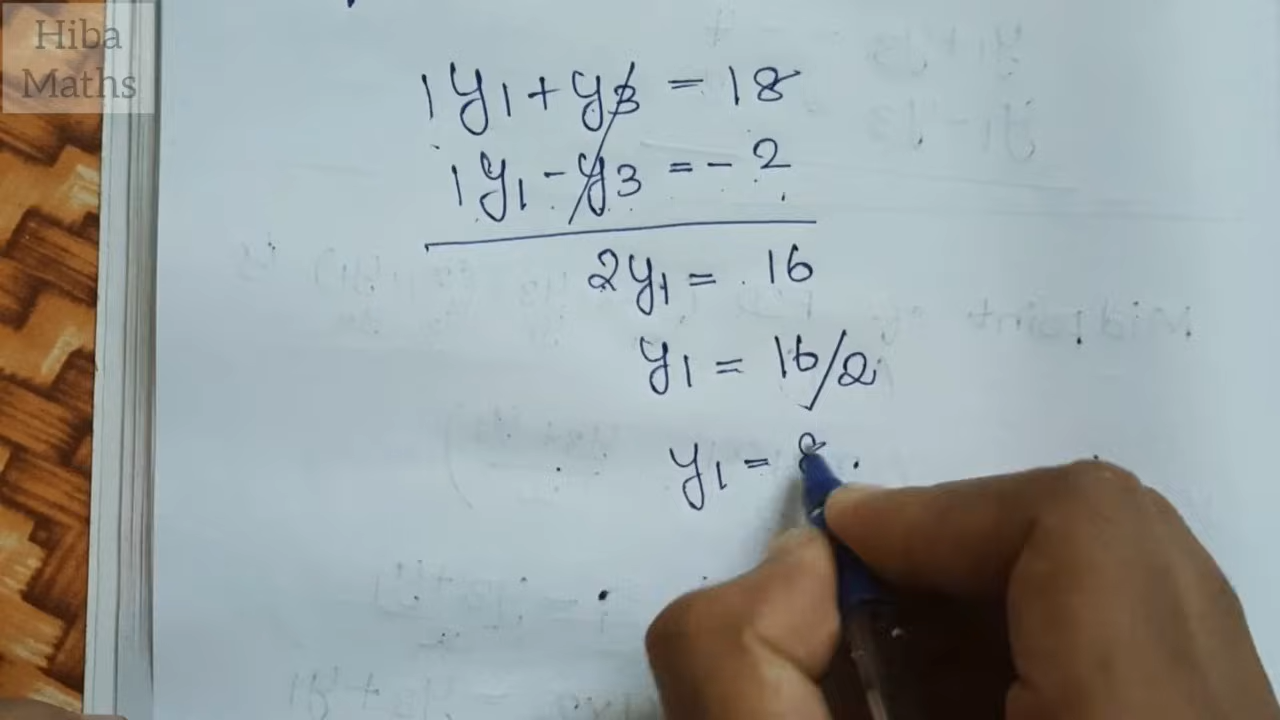 Hiba
Maths
1y1 + y3 = 18
1y1 - y3 = - 2
2y1 = 16
y1 = 16/2
y1 = 8